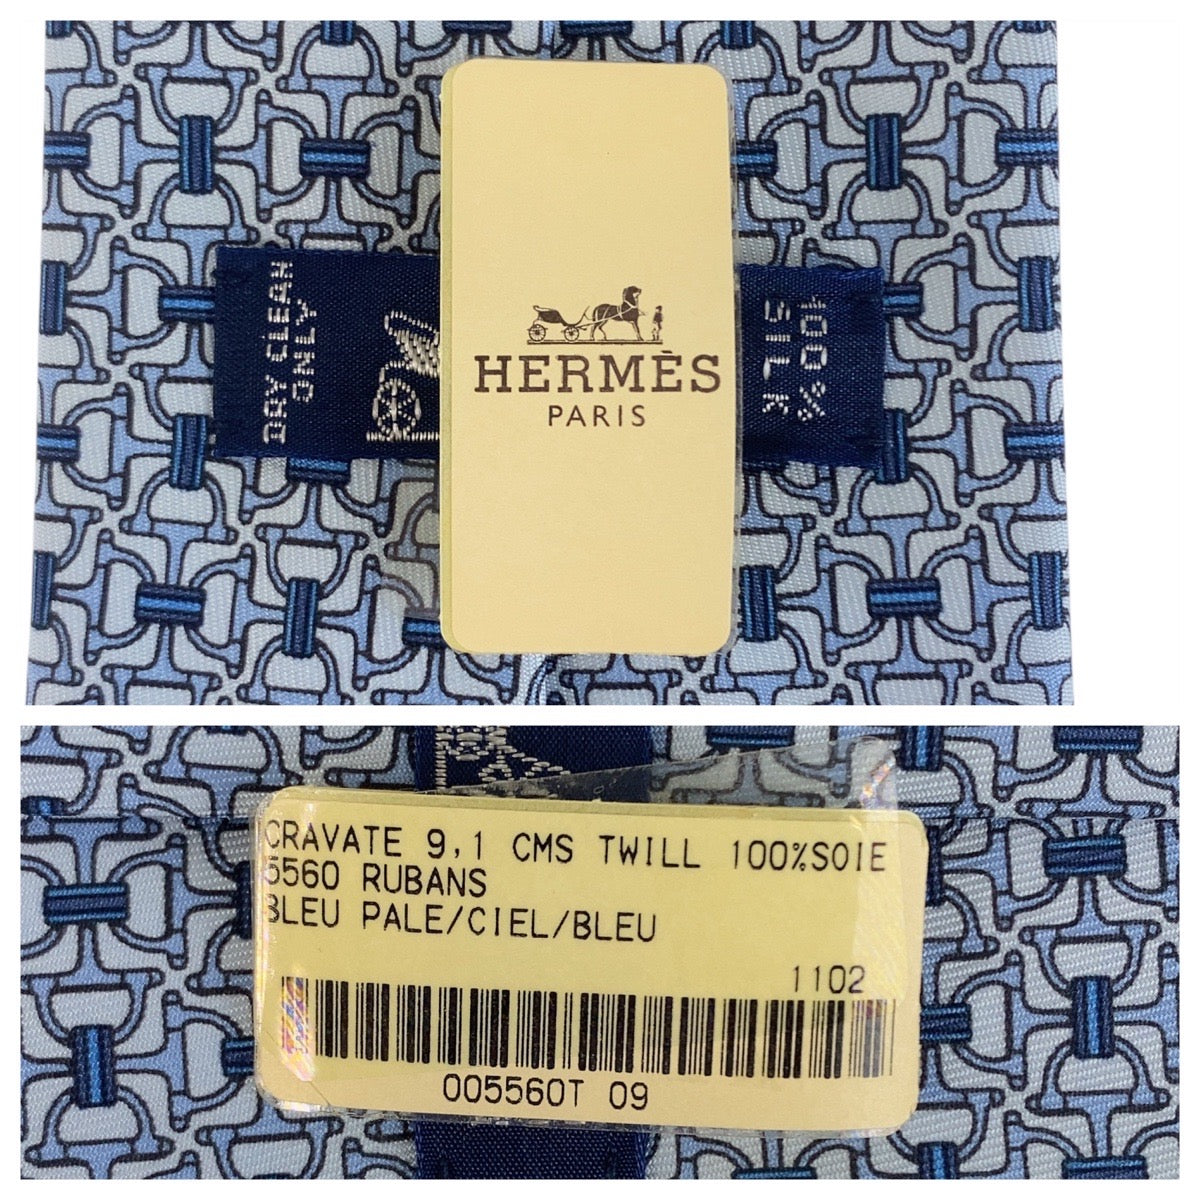 DRY CLEAN
ONLY
HERMÈS
PARIS
100 %
SILK
CRAVATE 9,1 CMS TWILL 100%SOIE
5560 RUBANS
BLEU PALE/CIEL/BLEU
1102
005560T 09